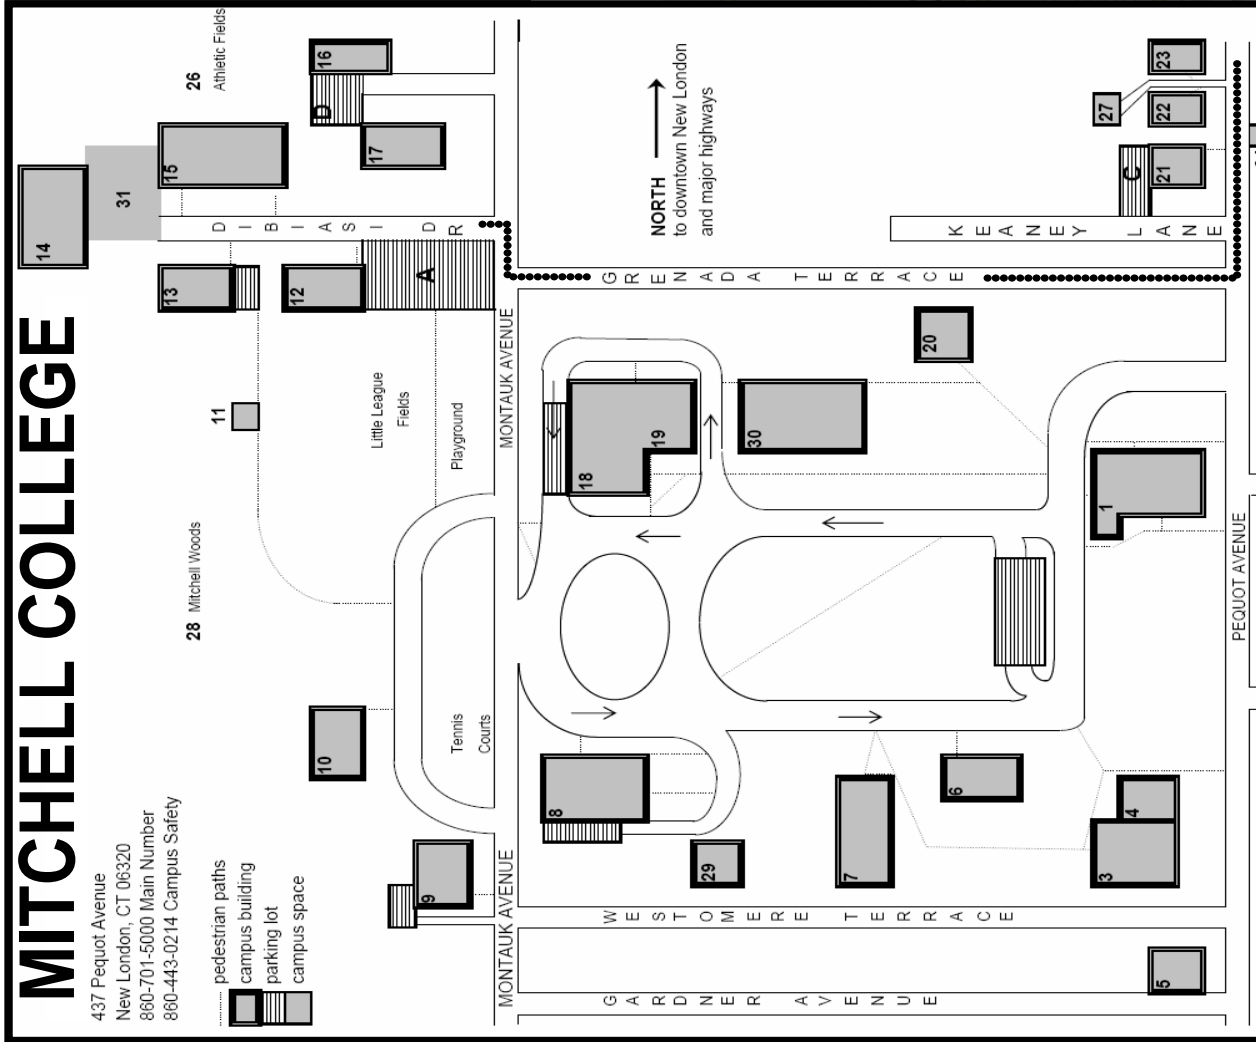 MITCHELL COLLEGE
437 Pequot Avenue
New London, CT 06320
860-701-5000 Main Number
860-443-0214 Campus Safety
pedestrian paths
campus building
parking lot
campus space
14
31
15
26
Athletic Fields
16
D
17
DIBIASI DR
13
12
A
11
28 Mitchell Woods
Little League
Fields
Playground
10
Tennis
Courts
9
MONTAUK AVENUE
MONTAUK AVENUE
NORTH
to downtown New London
and major highways
GRENADA TERRACE
KEANEY LANE
27
23
22
21
C
20
18
19
30
1
8
29
7
6
4
3
WESTOMERE TERRACE
GARDNER AVENUE
5
PEQUOT AVENUE